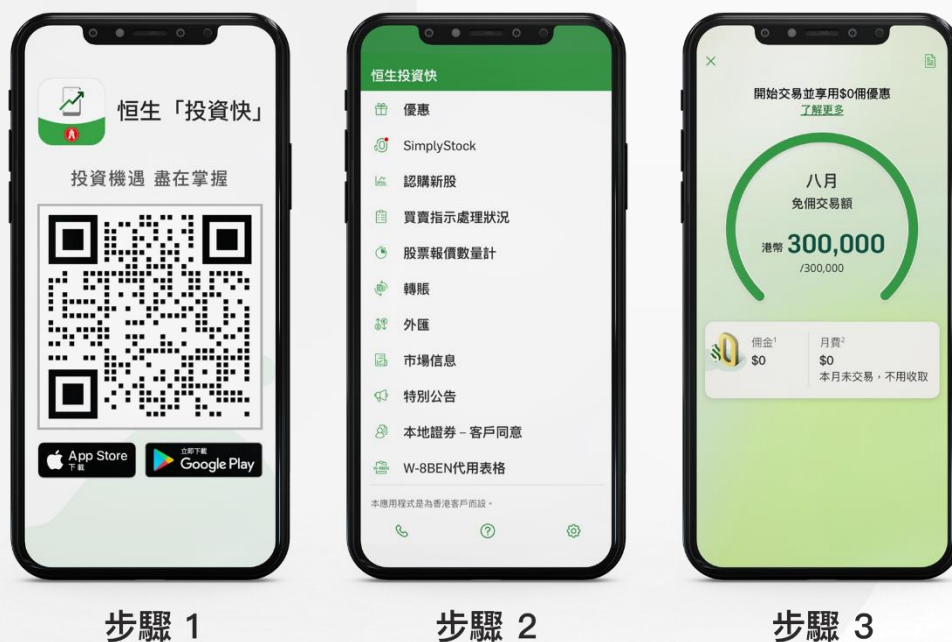 恒生「投資快」
投資機遇 盡在掌握
App Store
下載
立即下載
Google Play
步驟 1
恒生投資快
優惠
SimplyStock
認購新股
買賣指示處理狀況
股票報價數量計
轉賬
外匯
市場信息
特別公告
本地證券 – 客戶同意
W-8BEN
W-8BEN代用表格
本應用程式是為香港客戶而設。
步驟 2
開始交易並享用$0佣優惠
了解更多
八月
免佣交易額
港幣 300,000
/300,000
佣金¹
$0
月費²
$0
本月未交易，不用收取
步驟 3